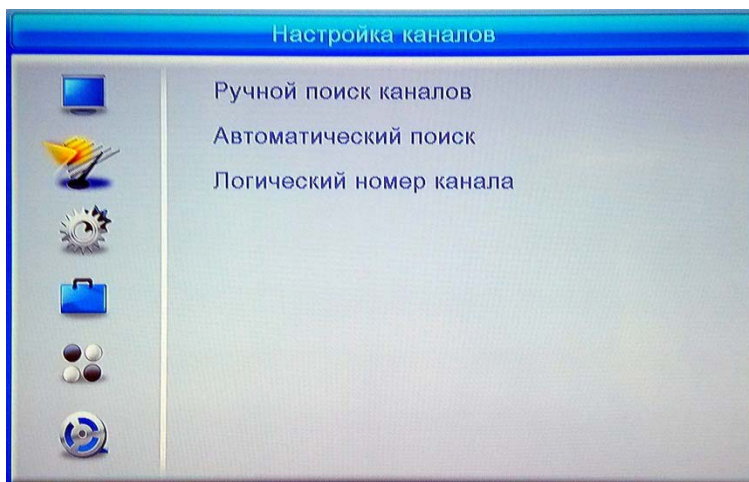 Настройка каналов
Ручной поиск каналов
Автоматический поиск
Логический номер канала